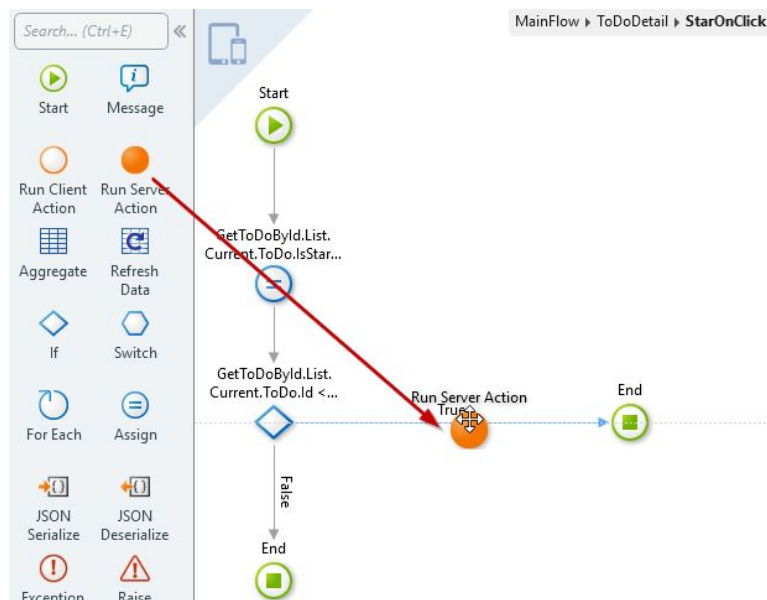 Search... (Ctrl+E)
MainFlow ▸ ToDoDetail ▸ StarOnClick
Start
Message
Run Client
Action
Run Server
Action
Aggregate
Refresh
Data
If
Switch
For Each
Assign
JSON
Serialize
JSON
Deserialize
Exception
Raise
Start
GetToDoById.List.
Current.ToDo.IsStar...
GetToDoById.List.
Current.ToDo.Id <...
Run Server Action
True
End
False
End